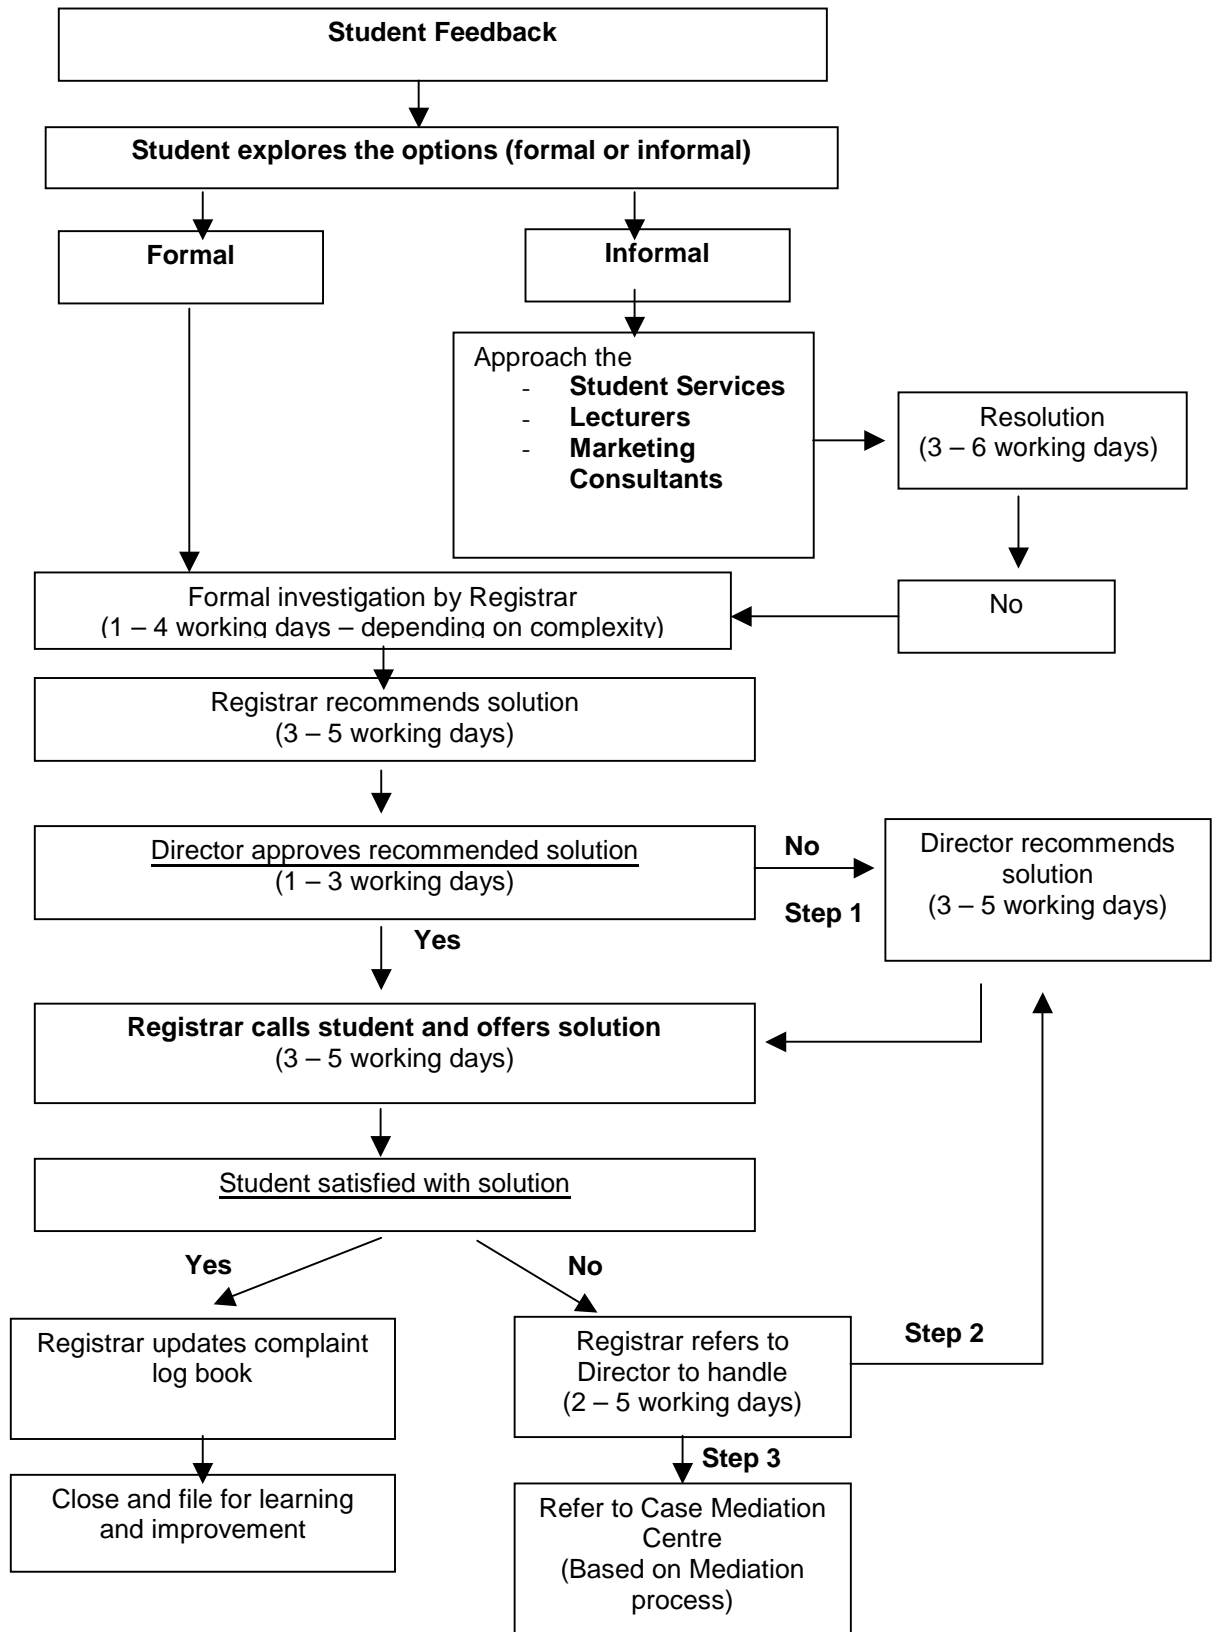 Student Feedback
Student explores the options (formal or informal)
Formal
Informal
Approach the
- Student Services
- Lecturers
- Marketing
Consultants
Resolution
(3 – 6 working days)
No
Formal investigation by Registrar
(1 – 4 working days – depending on complexity)
Registrar recommends solution
(3 – 5 working days)
Director approves recommended solution
(1 – 3 working days)
No
Step 1
Director recommends
solution
(3 – 5 working days)
Yes
Registrar calls student and offers solution
(3 – 5 working days)
Student satisfied with solution
Yes
No
Registrar updates complaint
log book
Registrar refers to
Director to handle
(2 – 5 working days)
Step 2
Step 3
Close and file for learning
and improvement
Refer to Case Mediation
Centre
(Based on Mediation
process)